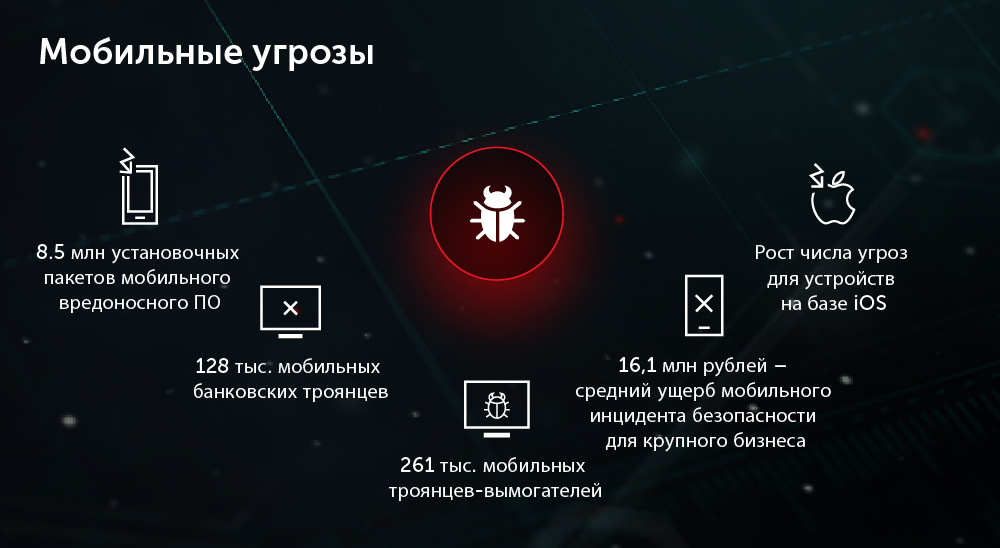 Мобильные угрозы
8.5 млн установочных
пакетов мобильного
вредоносного ПО
128 тыс. мобильных
банковских троянцев
261 тыс. мобильных
троянцев-вымогателей
16,1 млн рублей –
средний ущерб мобильного
инцидента безопасности
для крупного бизнеса
Рост числа угроз
для устройств
на базе iOS